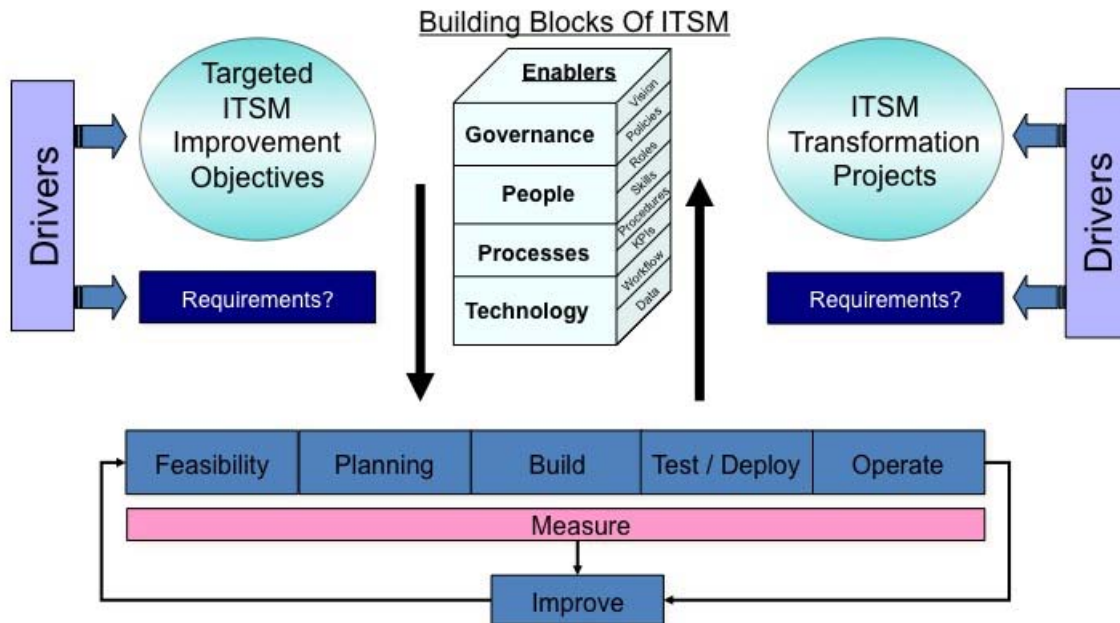 Building Blocks Of ITSM
Drivers
Targeted
ITSM
Improvement
Objectives
Requirements?
Enablers
Governance
People
Processes
Technology
Vision
Policies
Roles
Skills
Procedures
KPIs
Workflow
Data
ITSM
Transformation
Projects
Requirements?
Drivers
Feasibility
Planning
Build
Test / Deploy
Operate
Measure
Improve